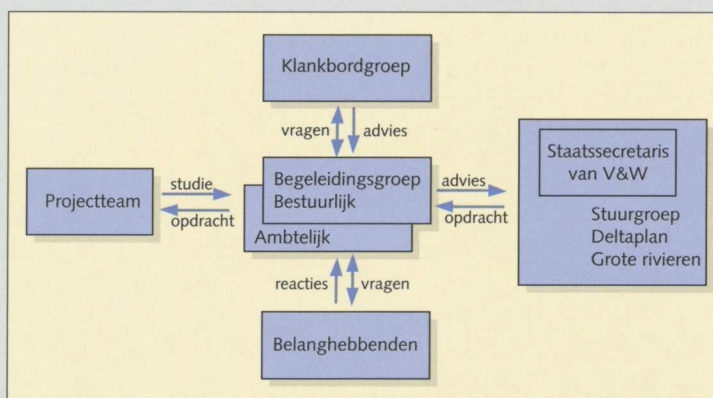 Klankbordgroep
vragen
advies
Projectteam
studie
opdracht
Begeleidingsgroep
Bestuurlijk
Ambtelijk
advies
opdracht
Staatssecretaris
van V&W
Stuurgroep
Deltaplan
Grote rivieren
reacties
vragen
Belanghebbenden